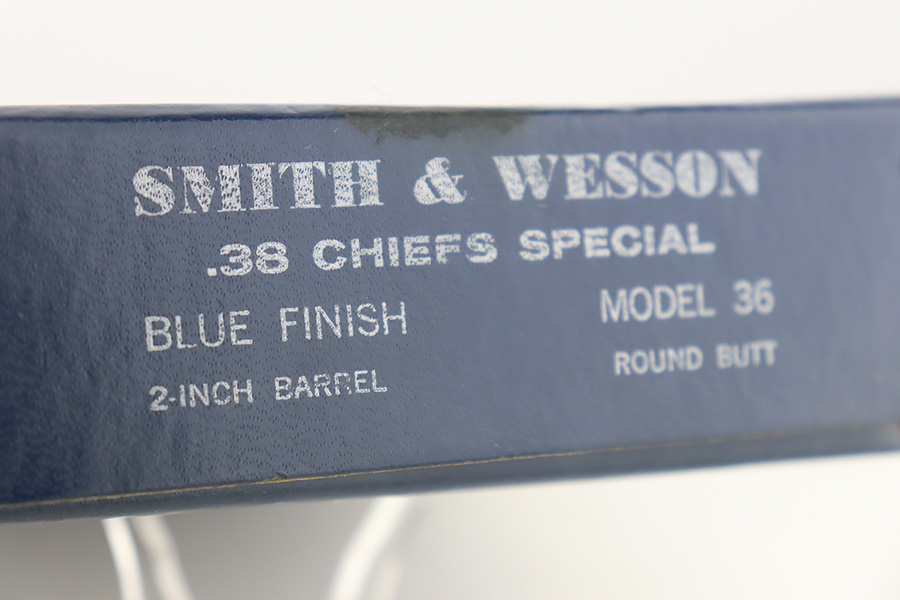 SMITH & WESSON
.38 CHIEFS SPECIAL
BLUE FINISH MODEL 36
2-INCH BARREL ROUND BUTT